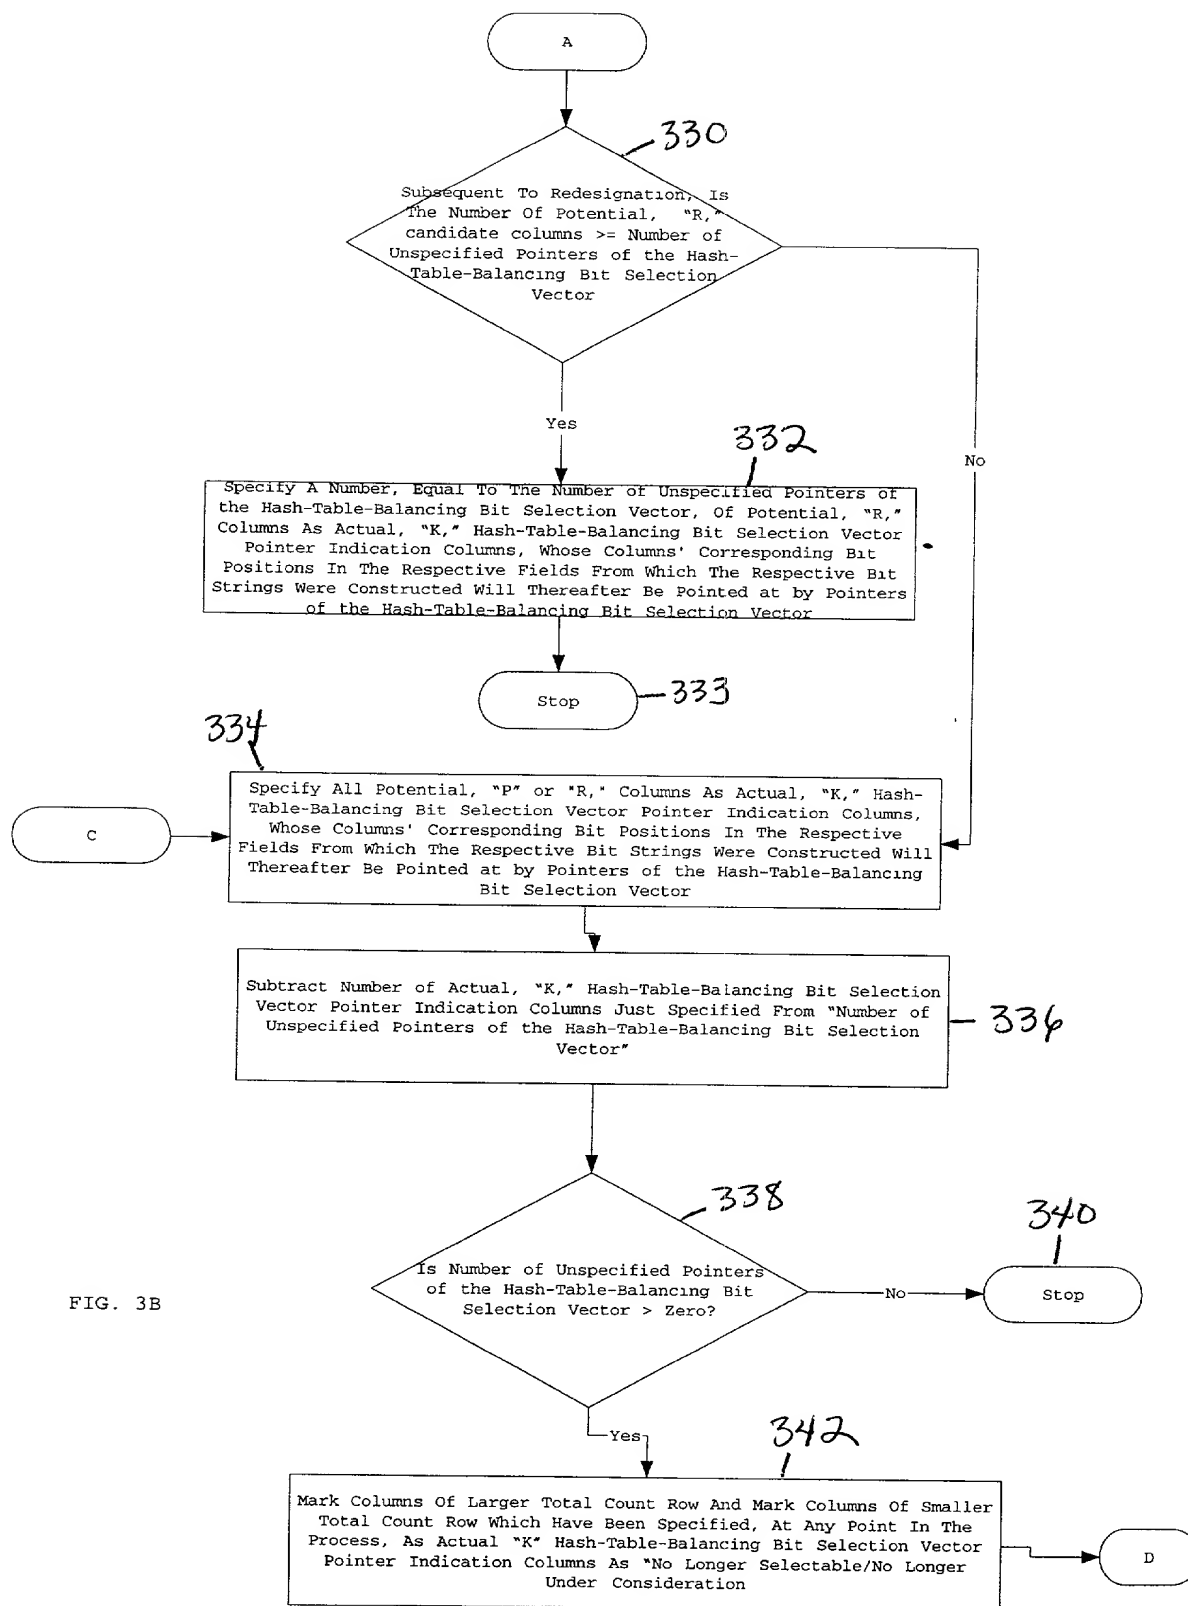 A
330
Subsequent To Redesignation, Is
The Number Of Potential, "R,"
candidate columns >= Number of
Unspecified Pointers of the Hash-
Table-Balancing Bit Selection
Vector
Yes
No
332
Specify A Number, Equal To The Number of Unspecified Pointers of
the Hash-Table-Balancing Bit Selection Vector, Of Potential, "R,"
Columns As Actual, "K," Hash-Table-Balancing Bit Selection Vector
Pointer Indication Columns, Whose Columns' Corresponding Bit
Positions In The Respective Fields From Which The Respective Bit
Strings Were Constructed Will Thereafter Be Pointed at by Pointers
of the Hash-Table-Balancing Bit Selection Vector
Stop
333
334
Specify All Potential, "P" or "R," Columns As Actual, "K," Hash-
Table-Balancing Bit Selection Vector Pointer Indication Columns,
Whose Columns' Corresponding Bit Positions In The Respective
Fields From Which The Respective Bit Strings Were Constructed Will
Thereafter Be Pointed at by Pointers of the Hash-Table-Balancing
Bit Selection Vector
C
Subtract Number of Actual, "K," Hash-Table-Balancing Bit Selection
Vector Pointer Indication Columns Just Specified From "Number of
Unspecified Pointers of the Hash-Table-Balancing Bit Selection
Vector"
336
338
Is Number of Unspecified Pointers
of the Hash-Table-Balancing Bit
Selection Vector > Zero?
No
340
Stop
FIG. 3B
Yes
342
Mark Columns Of Larger Total Count Row And Mark Columns Of Smaller
Total Count Row Which Have Been Specified, At Any Point In The
Process, As Actual "K" Hash-Table-Balancing Bit Selection Vector
Pointer Indication Columns As "No Longer Selectable/No Longer
Under Consideration
D